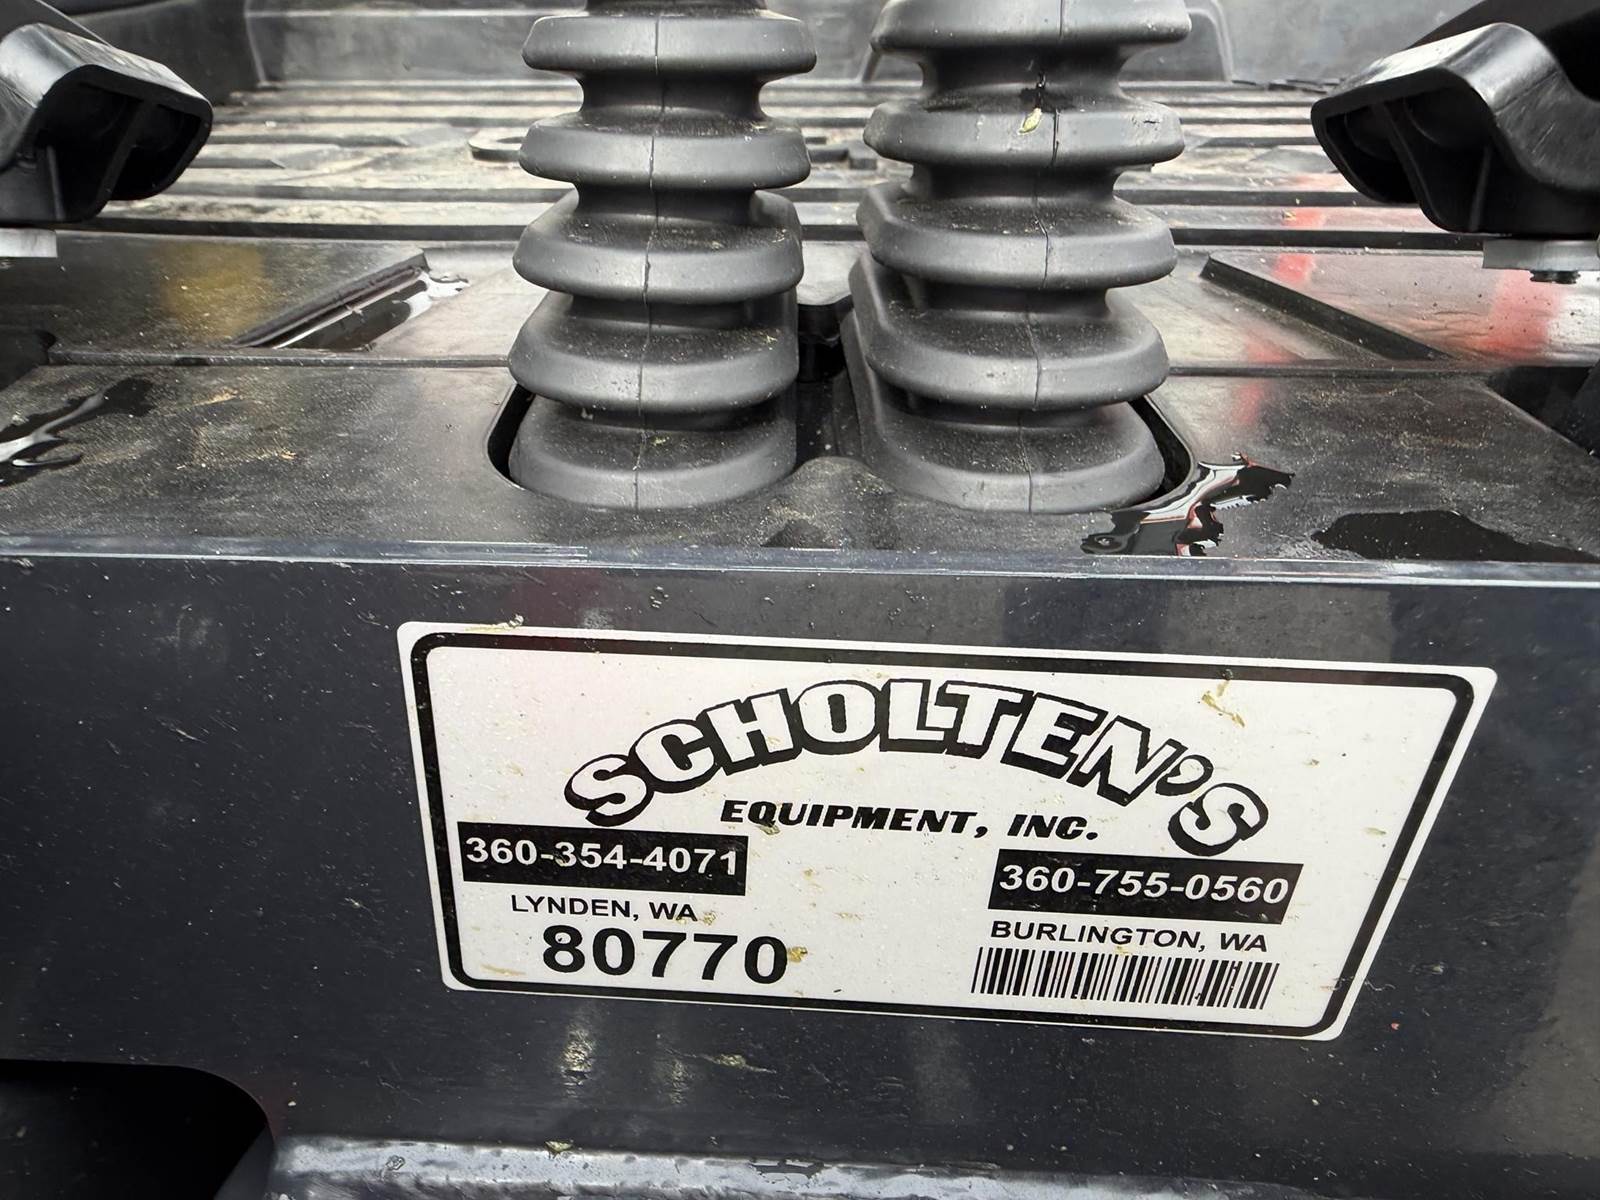 SCHOLTEN'S
EQUIPMENT, INC.
360-354-4071
LYNDEN, WA
80770
360-755-0560
BURLINGTON, WA